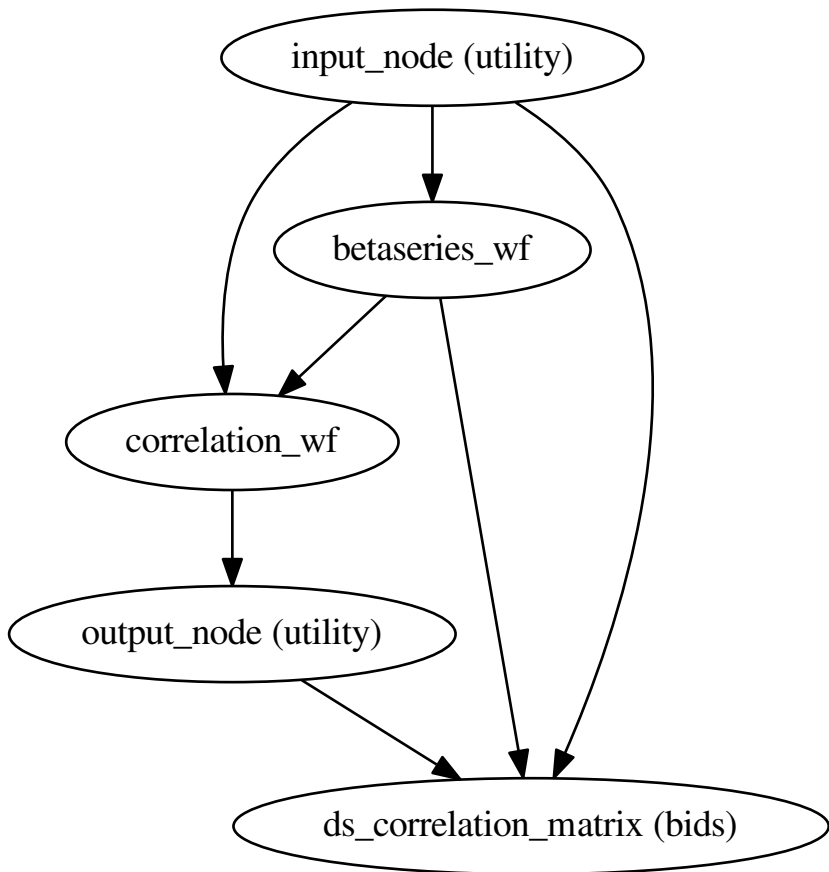 input_node (utility)
betaseries_wf
correlation_wf
output_node (utility)
ds_correlation_matrix (bids)